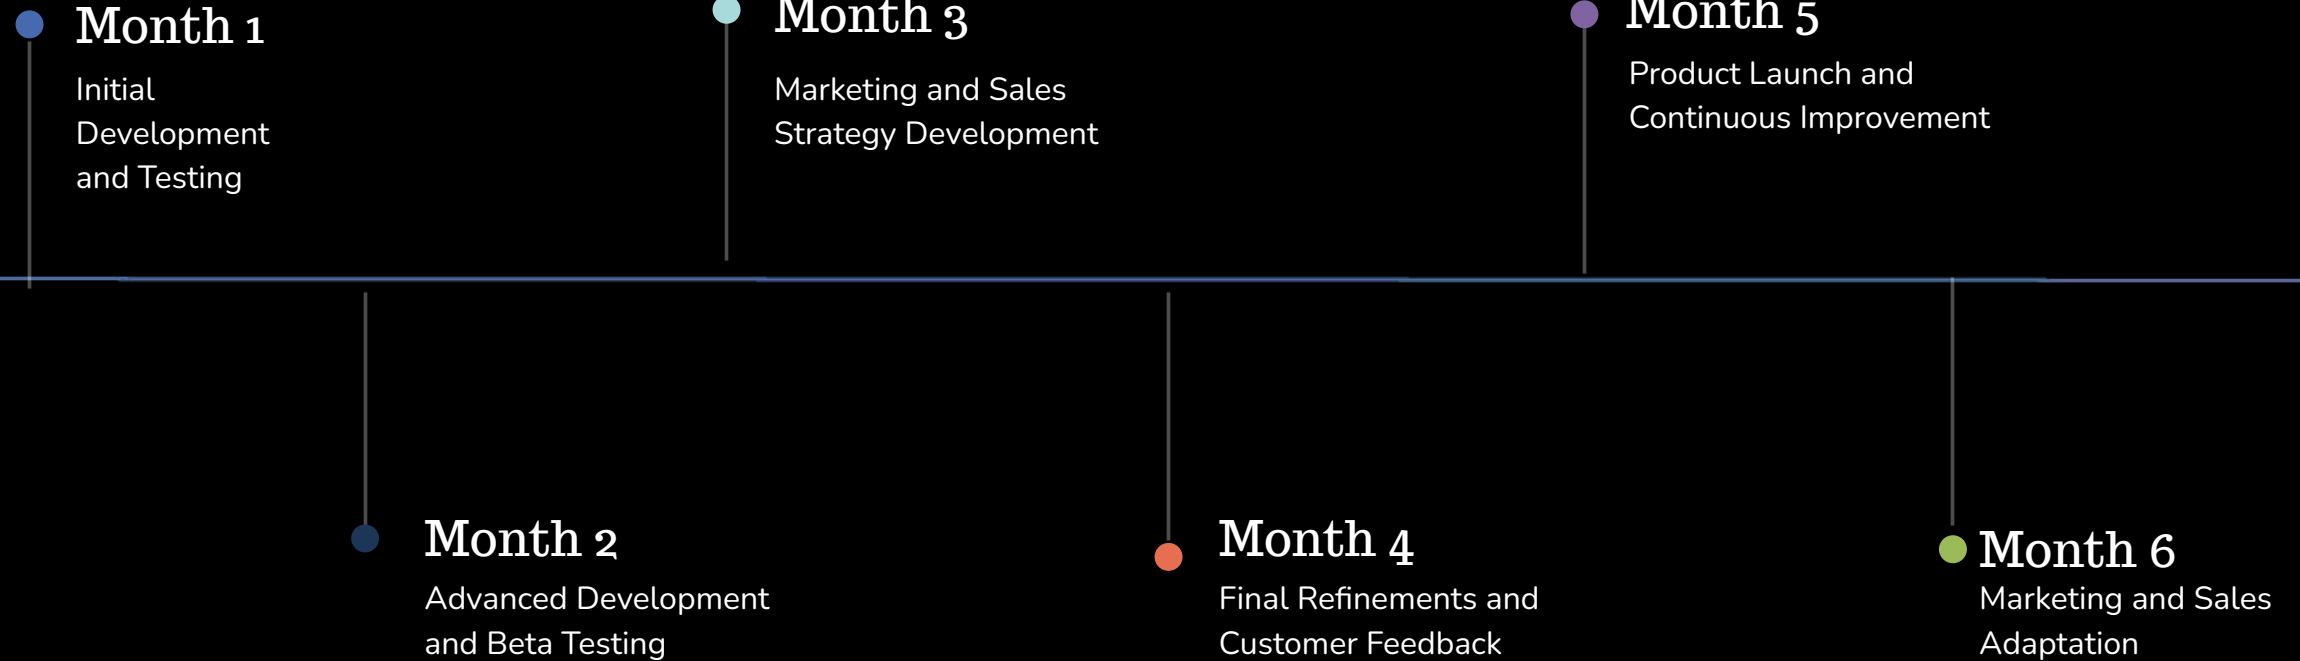 Month 1
Initial
Development
and Testing
Month 2
Advanced Development
and Beta Testing
Month 3
Marketing and Sales
Strategy Development
Month 4
Final Refinements and
Customer Feedback
Month 5
Product Launch and
Continuous Improvement
Month 6
Marketing and Sales
Adaptation